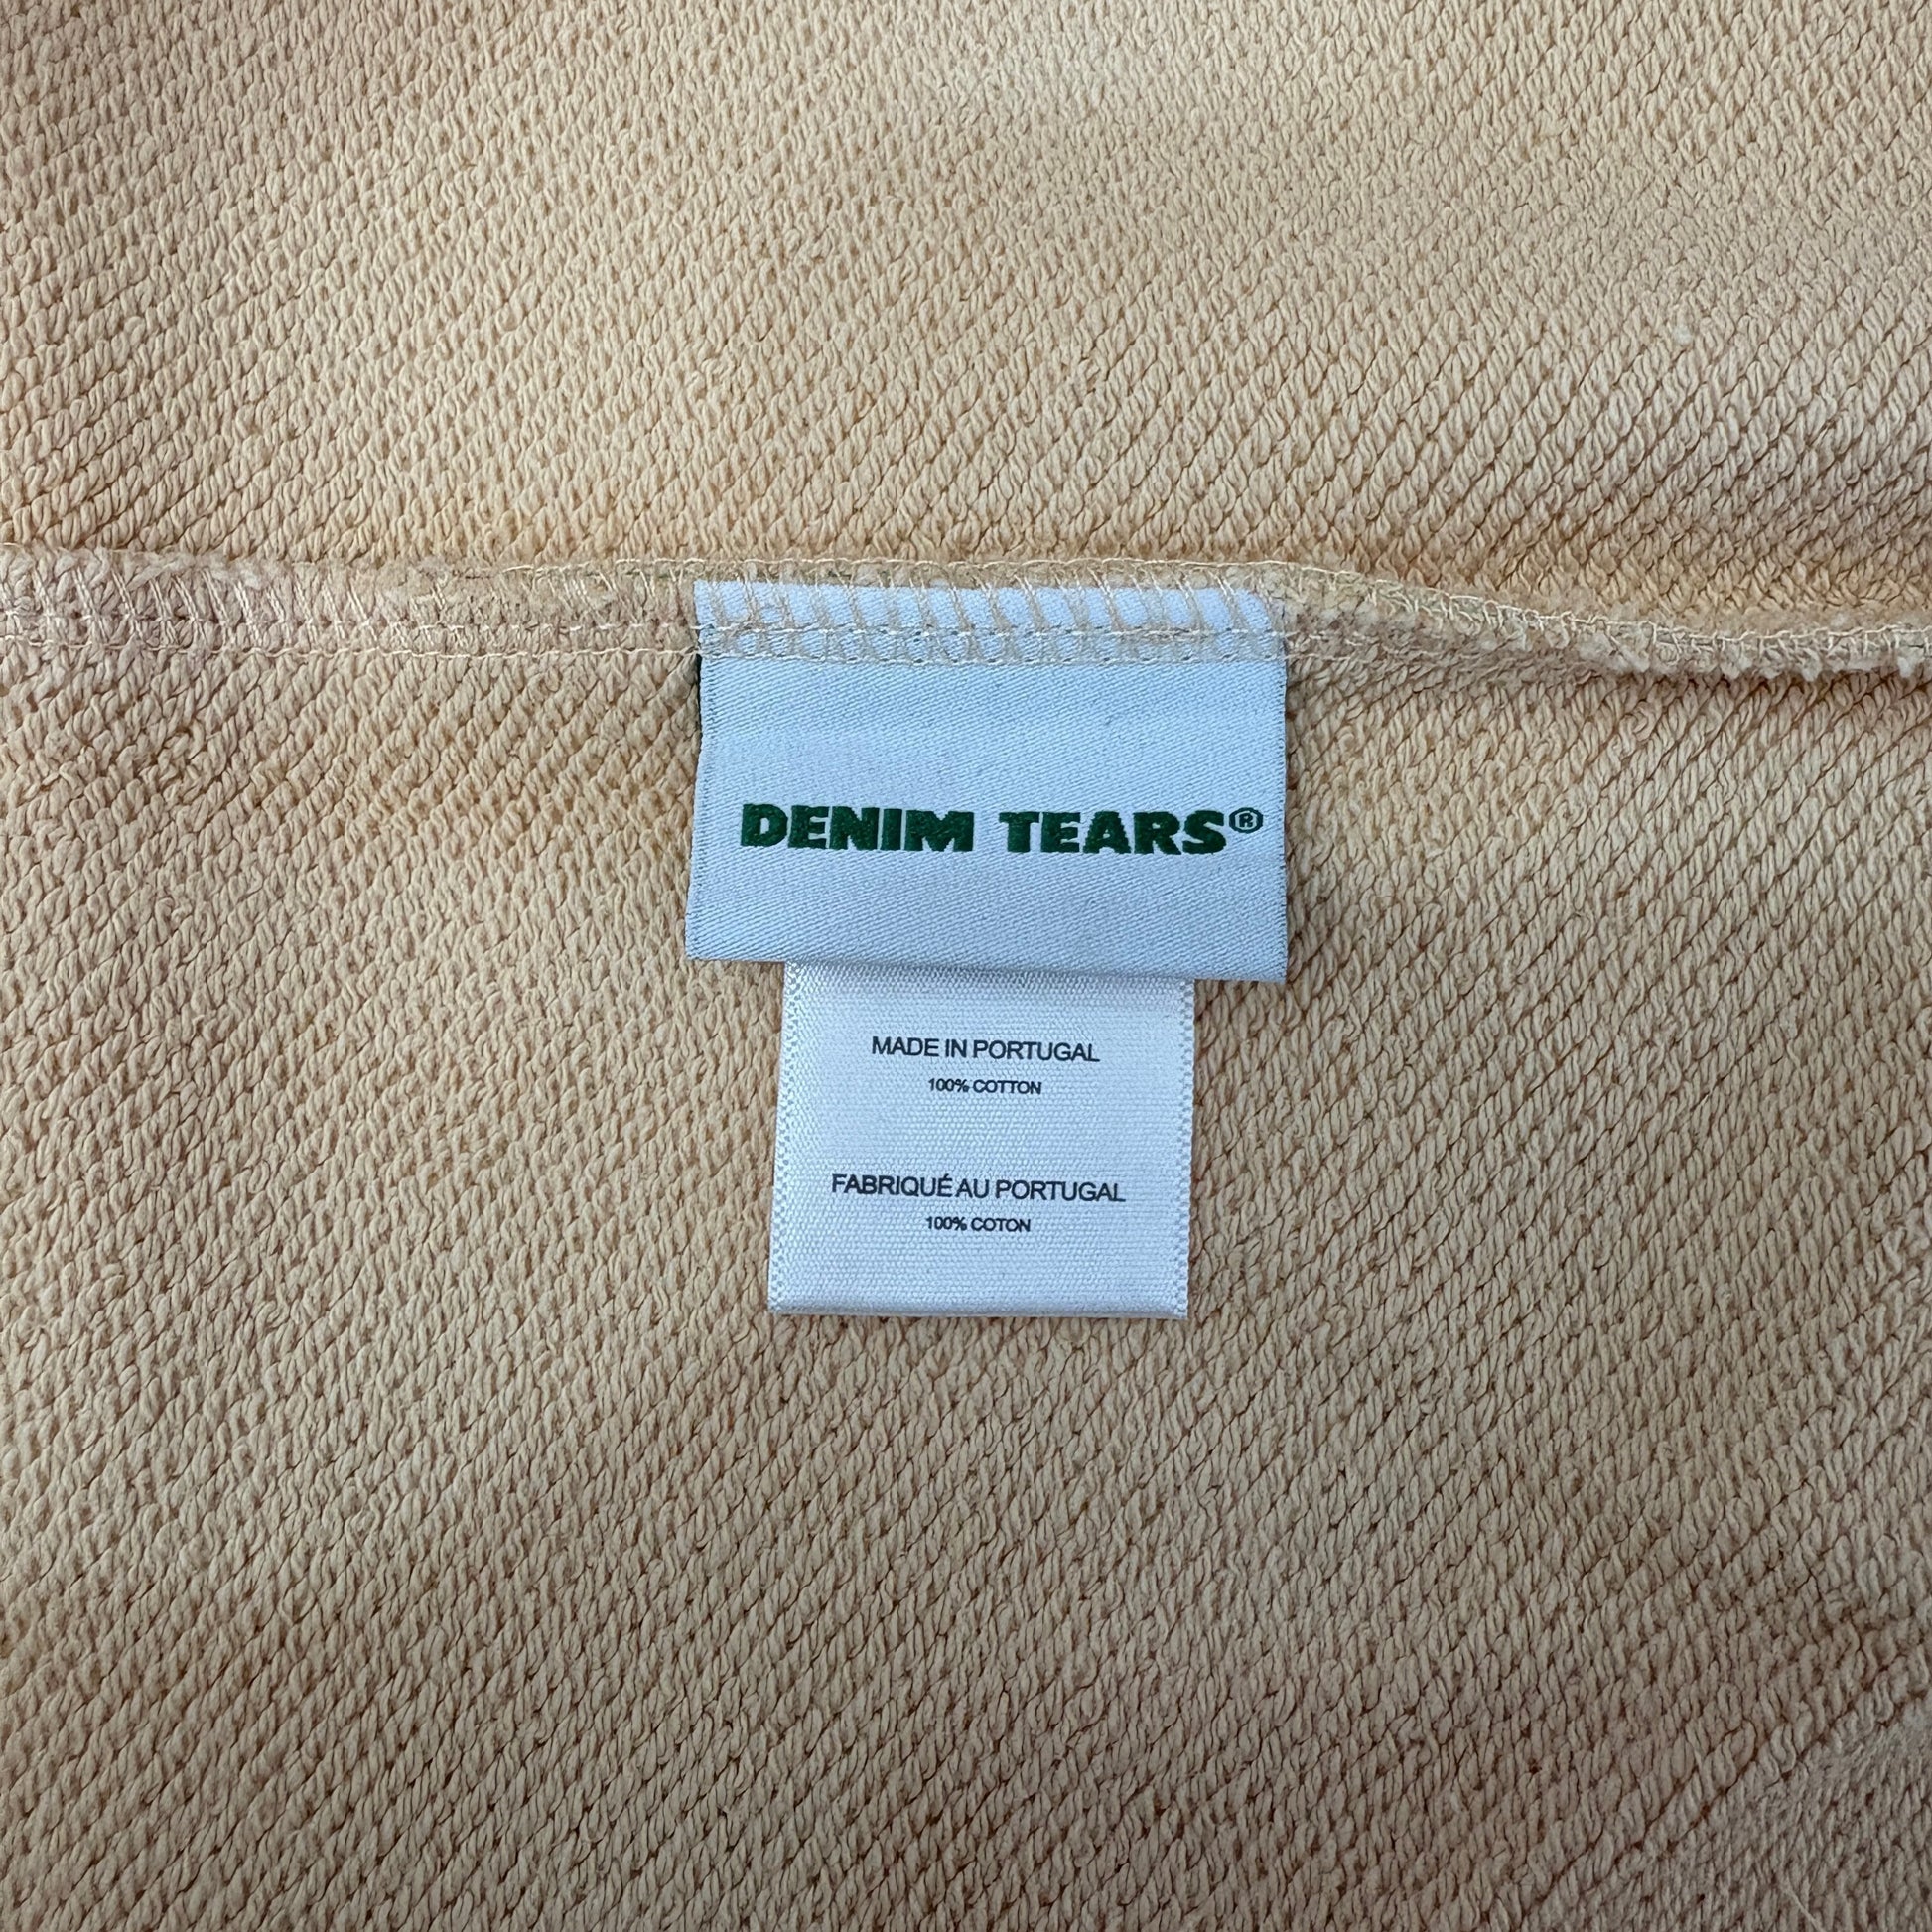 DENIM TEARS®
MADE IN PORTUGAL
100% COTTON
FABRIQUÉ AU PORTUGAL
100% COTON